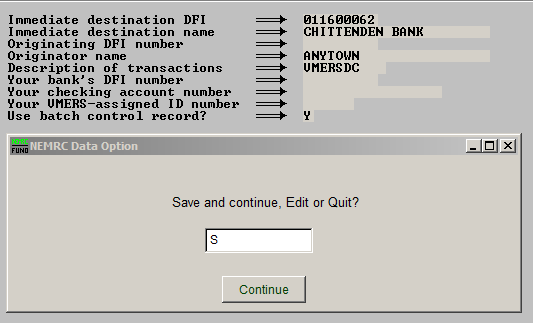 Immediate destination DFI ==> 011600062
Immediate destination name ==> CHITTENDEN BANK
Originating DFI number ==>
Originator name ==> ANYTOWN
Description of transactions ==> VMERSDC
Your bank's DFI number ==>
Your checking account number ==>
Your VMERS-assigned ID number ==>
Use batch control record? ==> Y
FUND NEMRC Data Option
Save and continue, Edit or Quit?
S
Continue